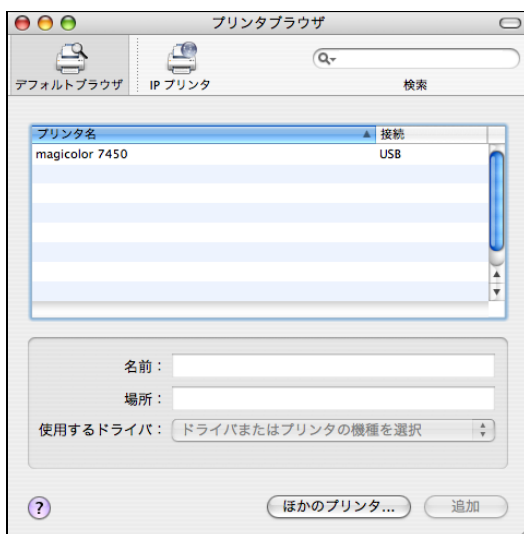 プリンタブラウザ
デフォルトブラウザ IP プリンタ 検索
プリンタ名 接続
magicolor 7450 USB
名前：
場所：
使用するドライバ： ドライバまたはプリンタの機種を選択
? ほかのプリンタ... 追加